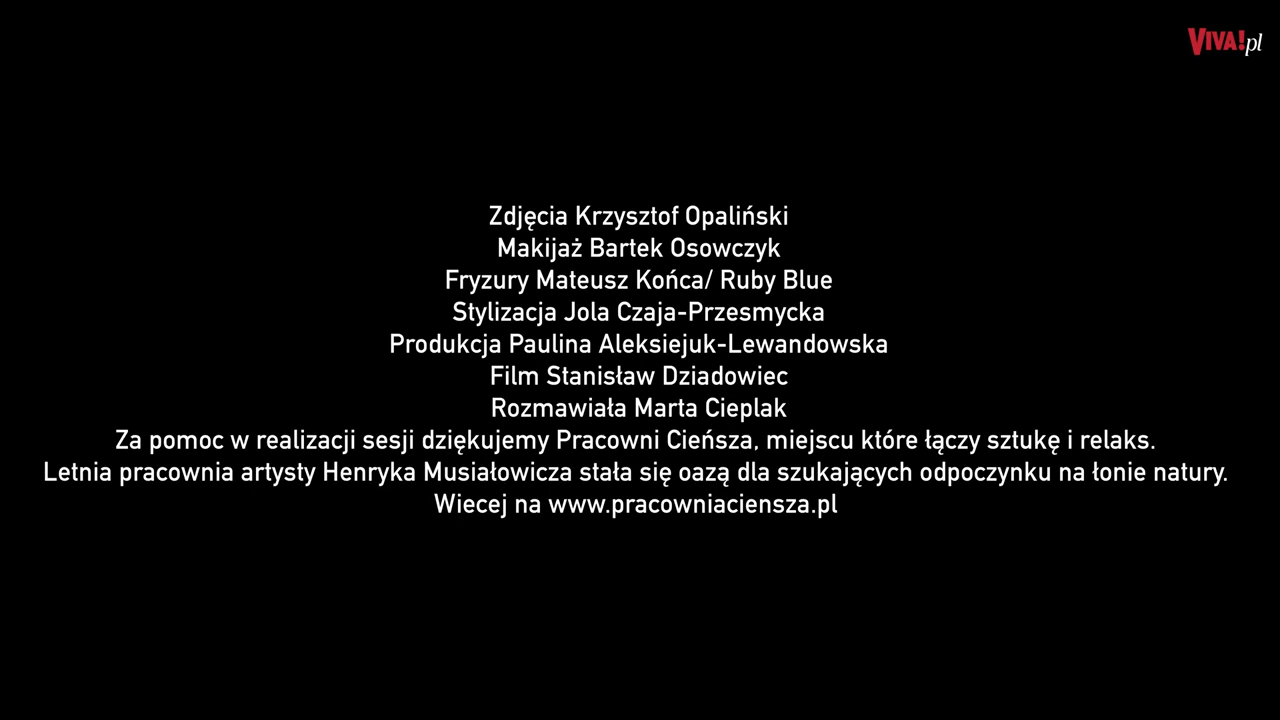 VIVA!pl
Zdjęcia Krzysztof Opaliński
Makijaż Bartek Osowczyk
Fryzury Mateusz Końca/ Ruby Blue
Stylizacja Jola Czaja-Przesmycka
Produkcja Paulina Aleksiejuk-Lewandowska
Film Stanisław Dziadowiec
Rozmawiała Marta Cieplak
Za pomoc w realizacji sesji dziękujemy Pracowni Cieńsza, miejscu które łączy sztukę i relaks.
Letnia pracownia artysty Henryka Musiałowicza stała się oazą dla szukających odpoczynku na łonie natury.
Wiecej na www.pracowniaciensza.pl